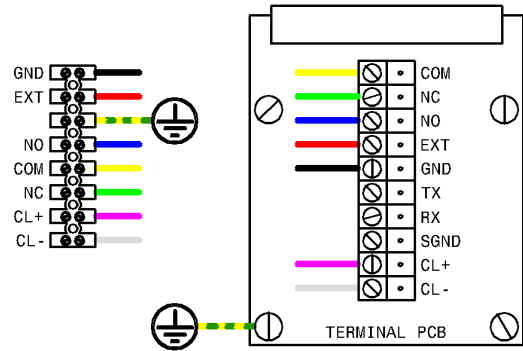 GND
EXT
NO
COM
NC
CL+
CL-
COM
NC
NO
EXT
GND
TX
RX
SGND
CL+
CL-
TERMINAL PCB